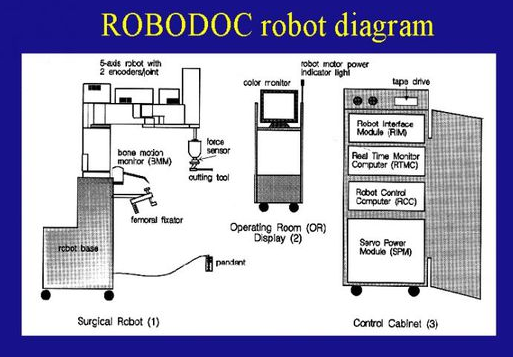 ROBODOC robot diagram
5-axis robot with
2 encoders/joint
force
sensor
bone motion
monitor (BMM)
cutting tool
femoral fixator
robot base
pendant
Surgical Robot (1)
robot motor power
indicator light
color monitor
Operating Room (OR)
Display (2)
tape drive
Robot Interface
Module (RIM)
Real Time Monitor
Computer (RTMC)
Robot Control
Computer (RCC)
Servo Power
Module (SPM)
Control Cabinet (3)